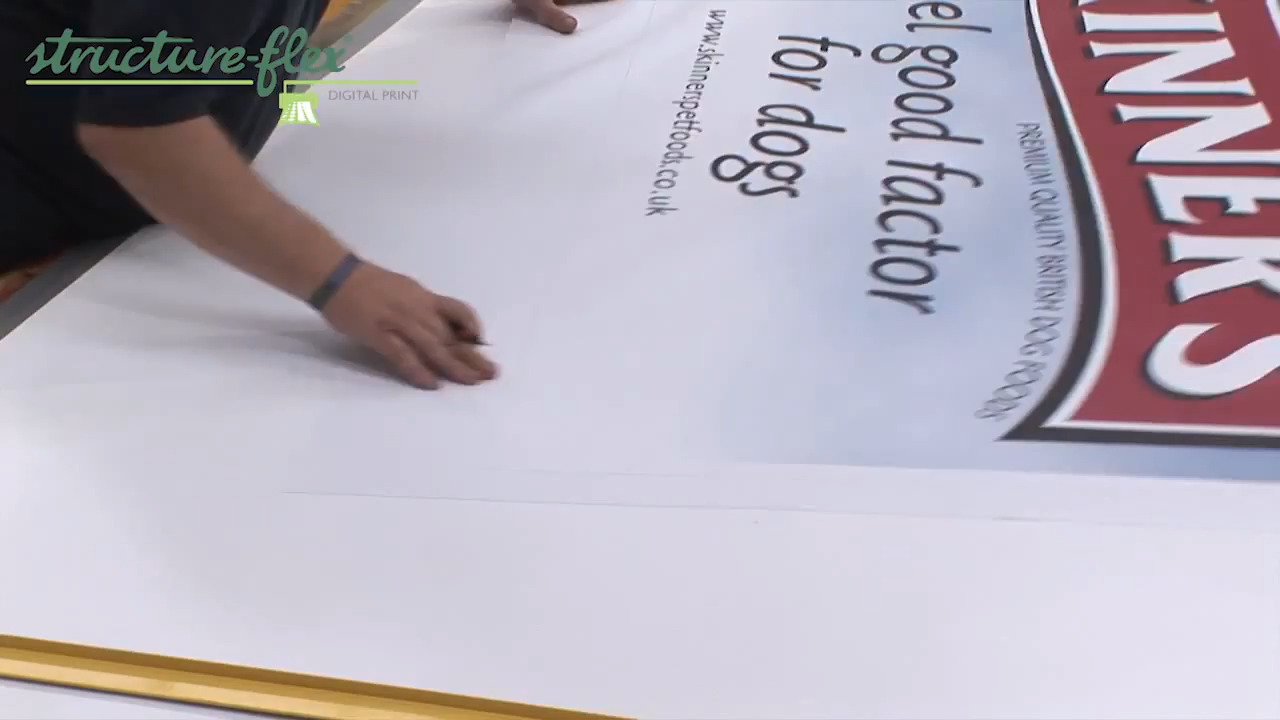 structure-flex
DIGITAL PRINT
INNERS
PREMIUM QUALITY BRITISH DOG FOODS
el good factor
for dogs
www.skinnerspetfoods.co.uk